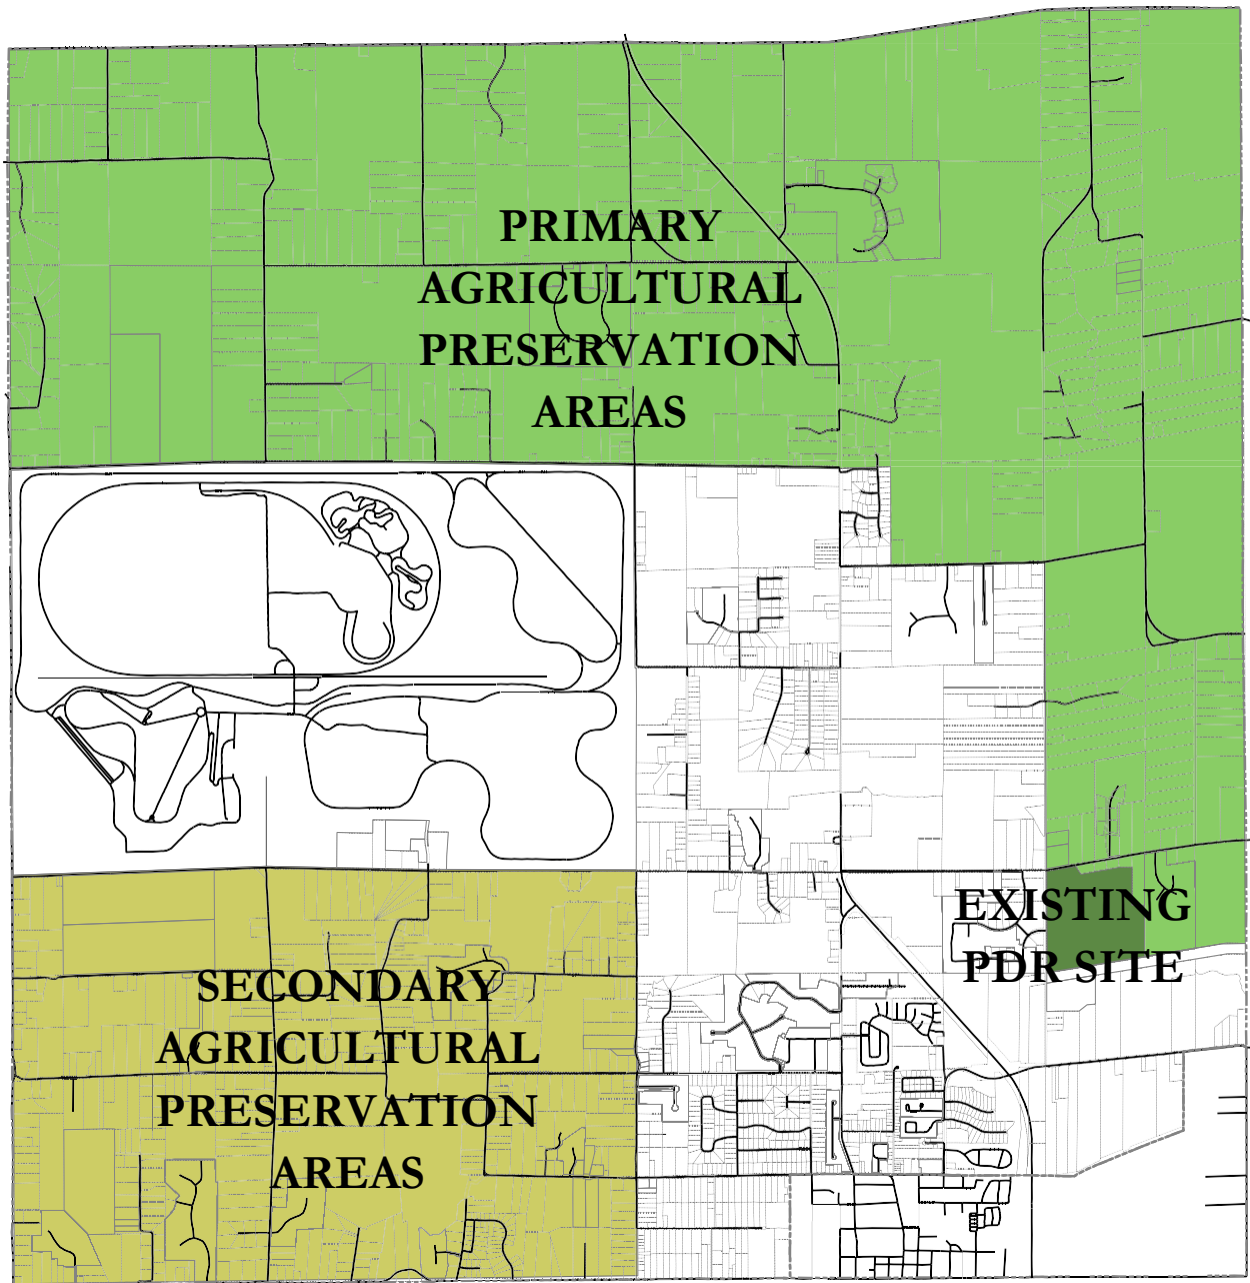 PRIMARY
AGRICULTURAL
PRESERVATION
AREAS
EXISTING
PDR SITE
SECONDARY
AGRICULTURAL
PRESERVATION
AREAS